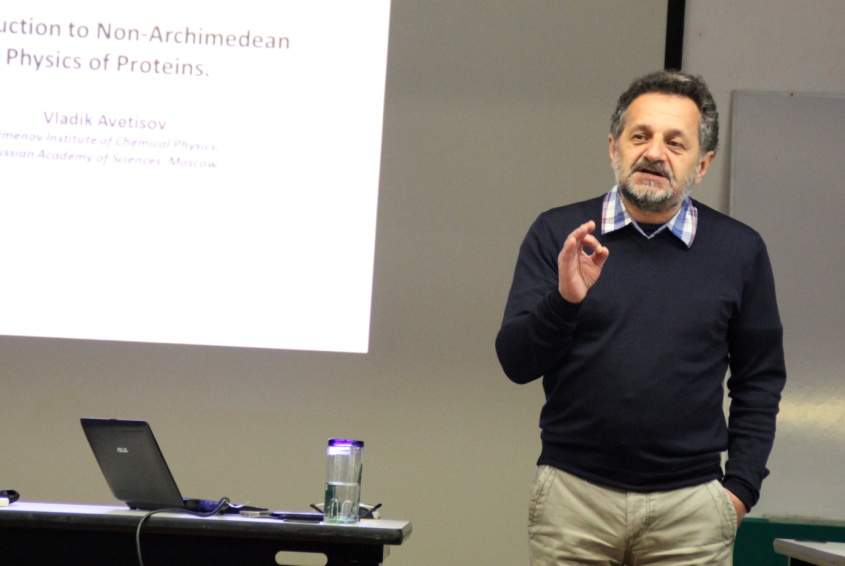 uction to Non-Archimedean
Physics of Proteins.
Vladik Avetisov
menov Institute of Chemical Physics,
ssian Academy of Sciences, Moscow
ASUS